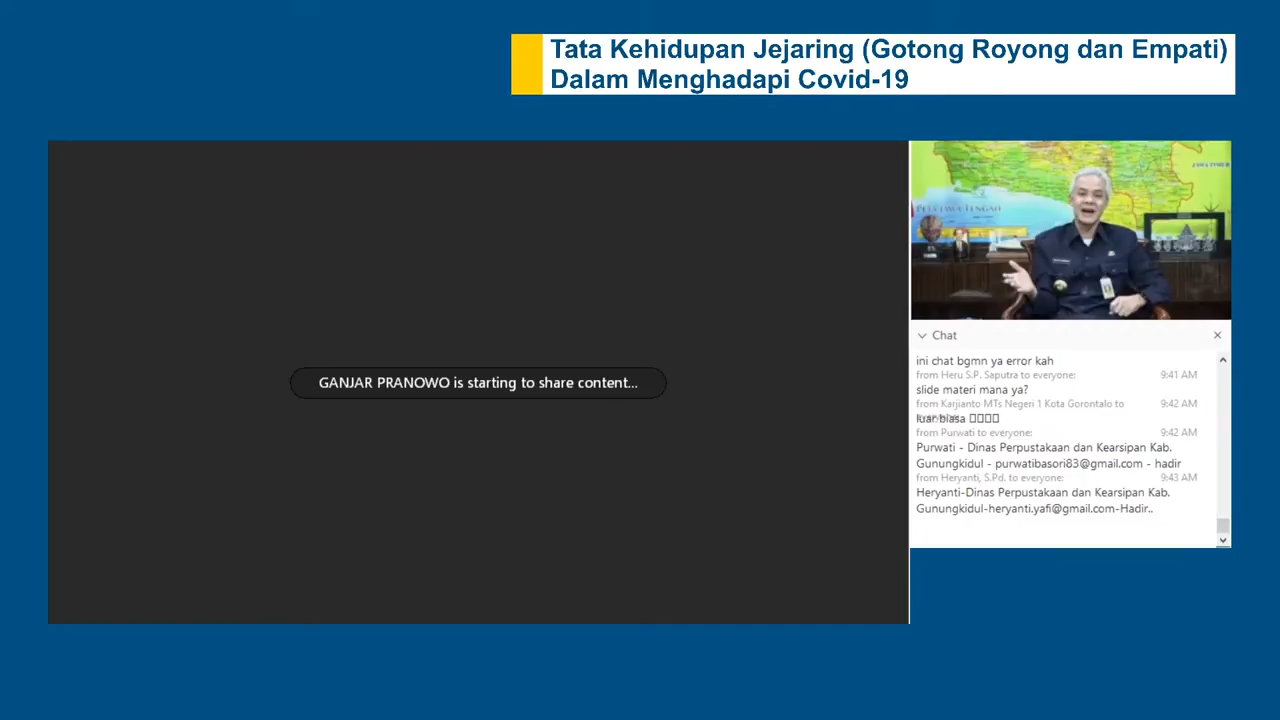 Tata Kehidupan Jejaring (Gotong Royong dan Empati)
Dalam Menghadapi Covid-19
GANJAR PRANOWO is starting to share content...
JAWA TIMUR
Chat
ini chat bgmn ya error kah
from Heru S.P. Saputra to everyone: 9:41 AM
slide materi mana ya?
from Karjianto MTs Negeri 1 Kota Gorontalo to 9:42 AM
luar biasa
from Purwati to everyone: 9:42 AM
Purwati - Dinas Perpustakaan dan Kearsipan Kab.
Gunungkidul - purwatibasori83@gmail.com - hadir
from Heryanti, S.Pd. to everyone: 9:43 AM
Heryanti-Dinas Perpustakaan dan Kearsipan Kab.
Gunungkidul-heryanti.yafi@gmail.com-Hadir..